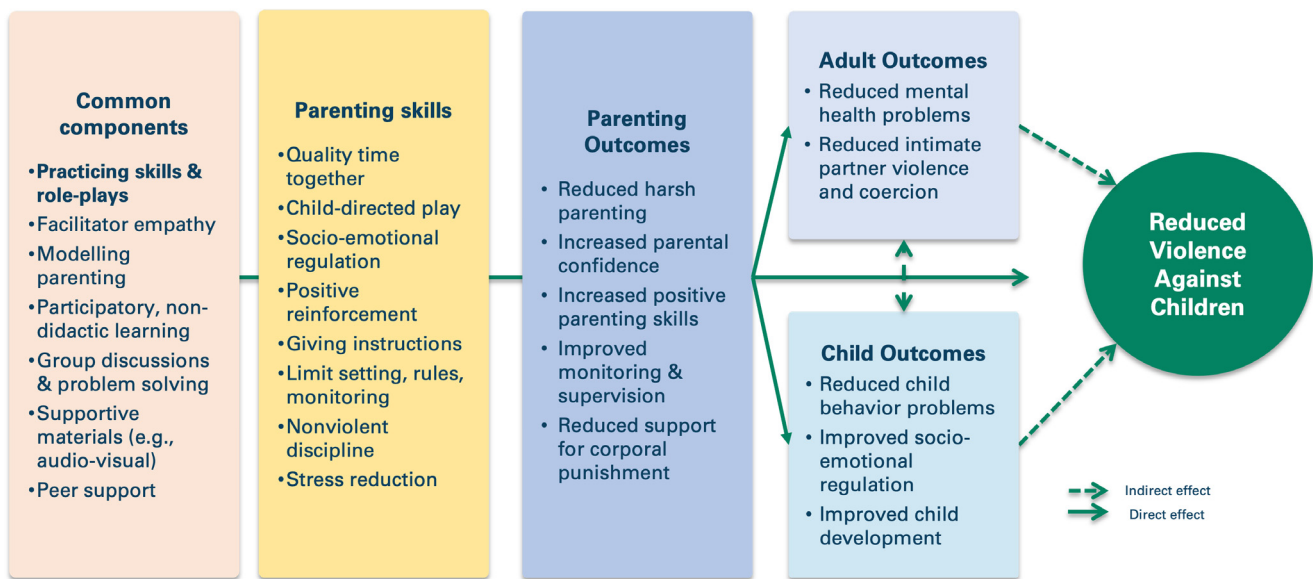 Common
components
•Practicing skills &
role-plays
•Facilitator empathy
•Modelling
parenting
•Participatory, non-
didactic learning
•Group discussions
& problem solving
•Supportive
materials (e.g.,
audio-visual)
•Peer support
Parenting skills
•Quality time
together
•Child-directed play
•Socio-emotional
regulation
•Positive
reinforcement
•Giving instructions
•Limit setting, rules,
monitoring
•Nonviolent
discipline
•Stress reduction
Parenting
Outcomes
• Reduced harsh
parenting
• Increased parental
confidence
• Increased positive
parenting skills
• Improved
monitoring &
supervision
• Reduced support
for corporal
punishment
Adult Outcomes
• Reduced mental
health problems
• Reduced intimate
partner violence
and coercion
Child Outcomes
• Reduced child
behavior problems
• Improved socio-
emotional
regulation
• Improved child
development
Reduced
Violence
Against
Children
Indirect effect
Direct effect